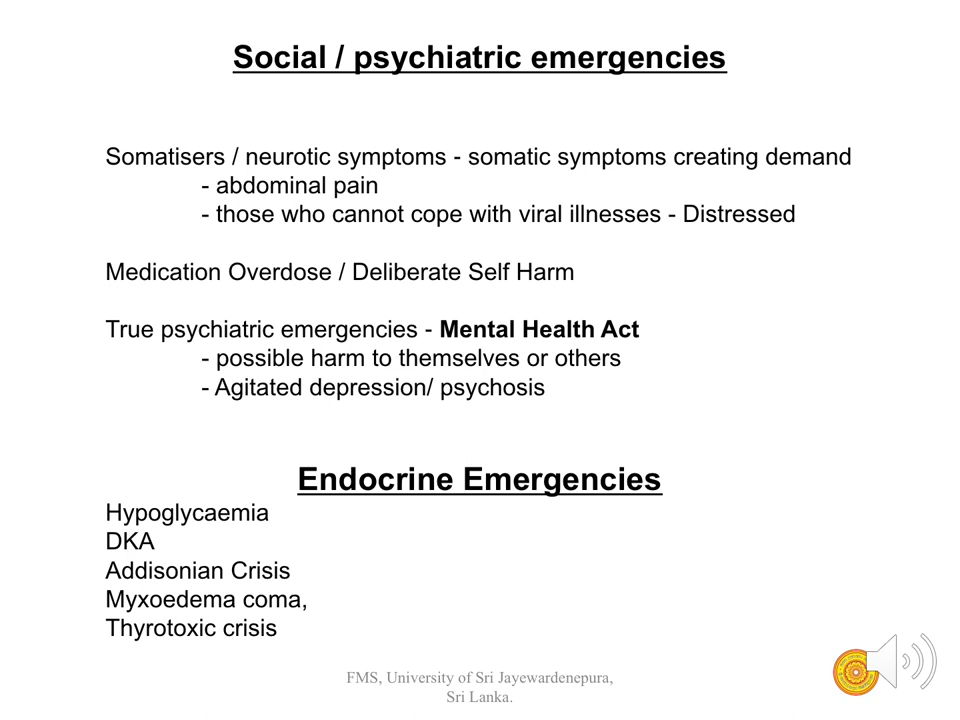 Social / psychiatric emergencies
Somatisers / neurotic symptoms - somatic symptoms creating demand
- abdominal pain
- those who cannot cope with viral illnesses - Distressed
Medication Overdose / Deliberate Self Harm
True psychiatric emergencies - Mental Health Act
- possible harm to themselves or others
- Agitated depression/ psychosis
Endocrine Emergencies
Hypoglycaemia
DKA
Addisonian Crisis
Myxoedema coma,
Thyrotoxic crisis
FMS, University of Sri Jayewardenepura,
Sri Lanka.